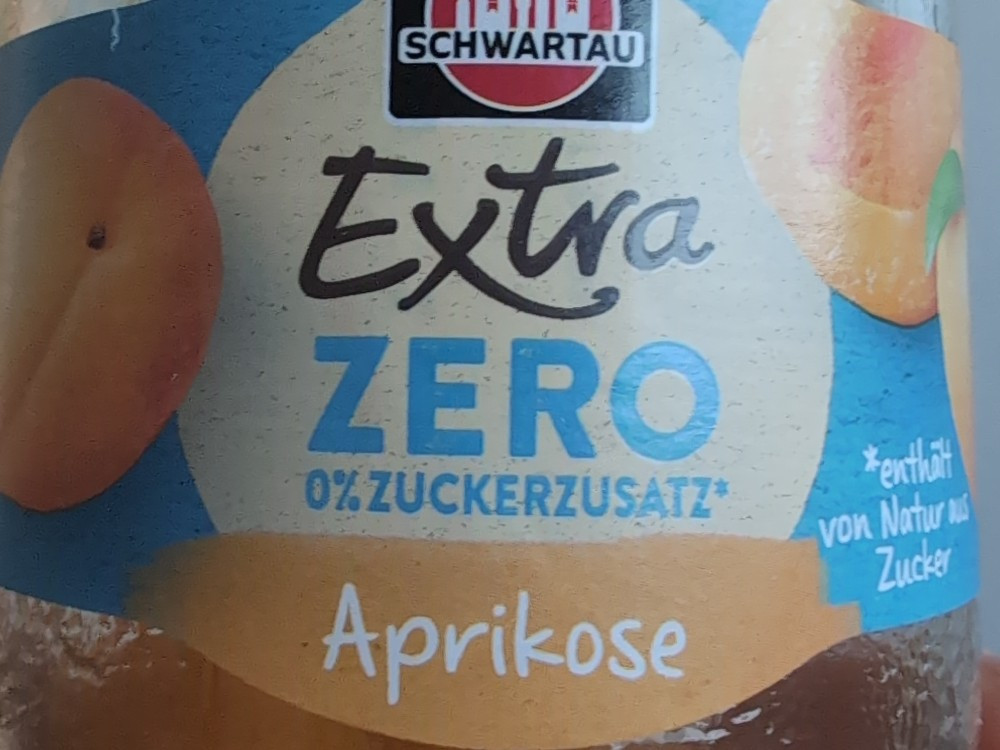 SCHWARTAU
Extra
ZERO
0% ZUCKERZUSATZ*
*enthält
von Natur aus
Zucker
Aprikose